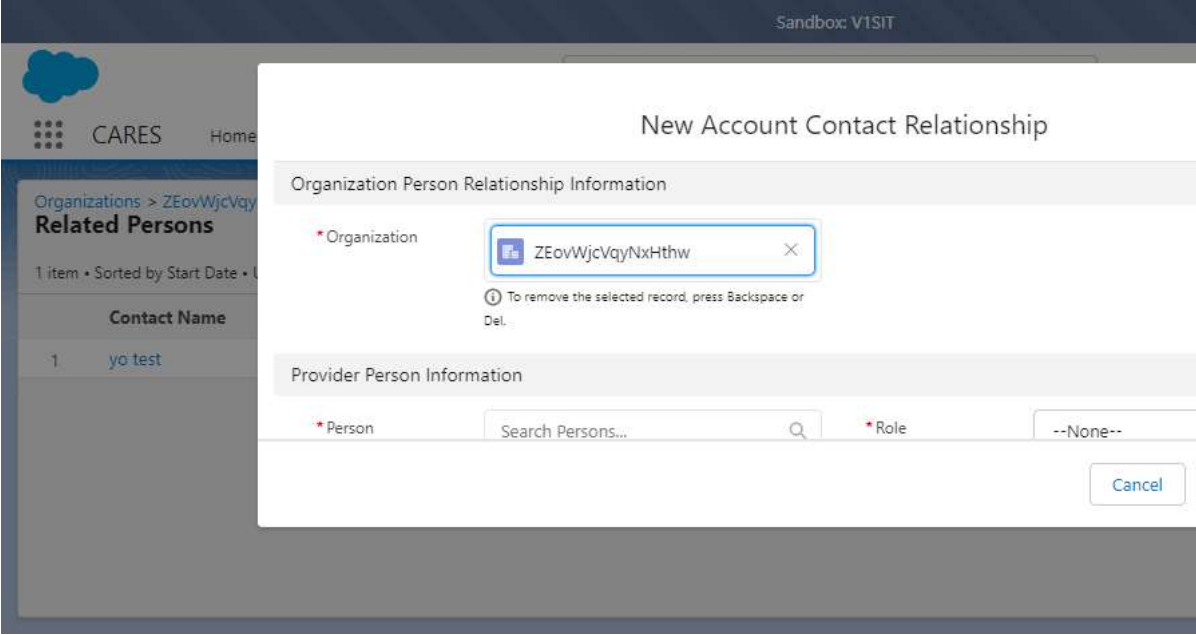 Sandbox: V1SIT
CARES Home
New Account Contact Relationship
Organizations > ZEovWjcVqy
Related Persons
1 item • Sorted by Start Date •
Contact Name
1 yo test
Organization Person Relationship Information
*Organization ZEovWjcVqyNxHthw
To remove the selected record, press Backspace or
Del.
Provider Person Information
*Person Search Persons... *Role --None--
Cancel